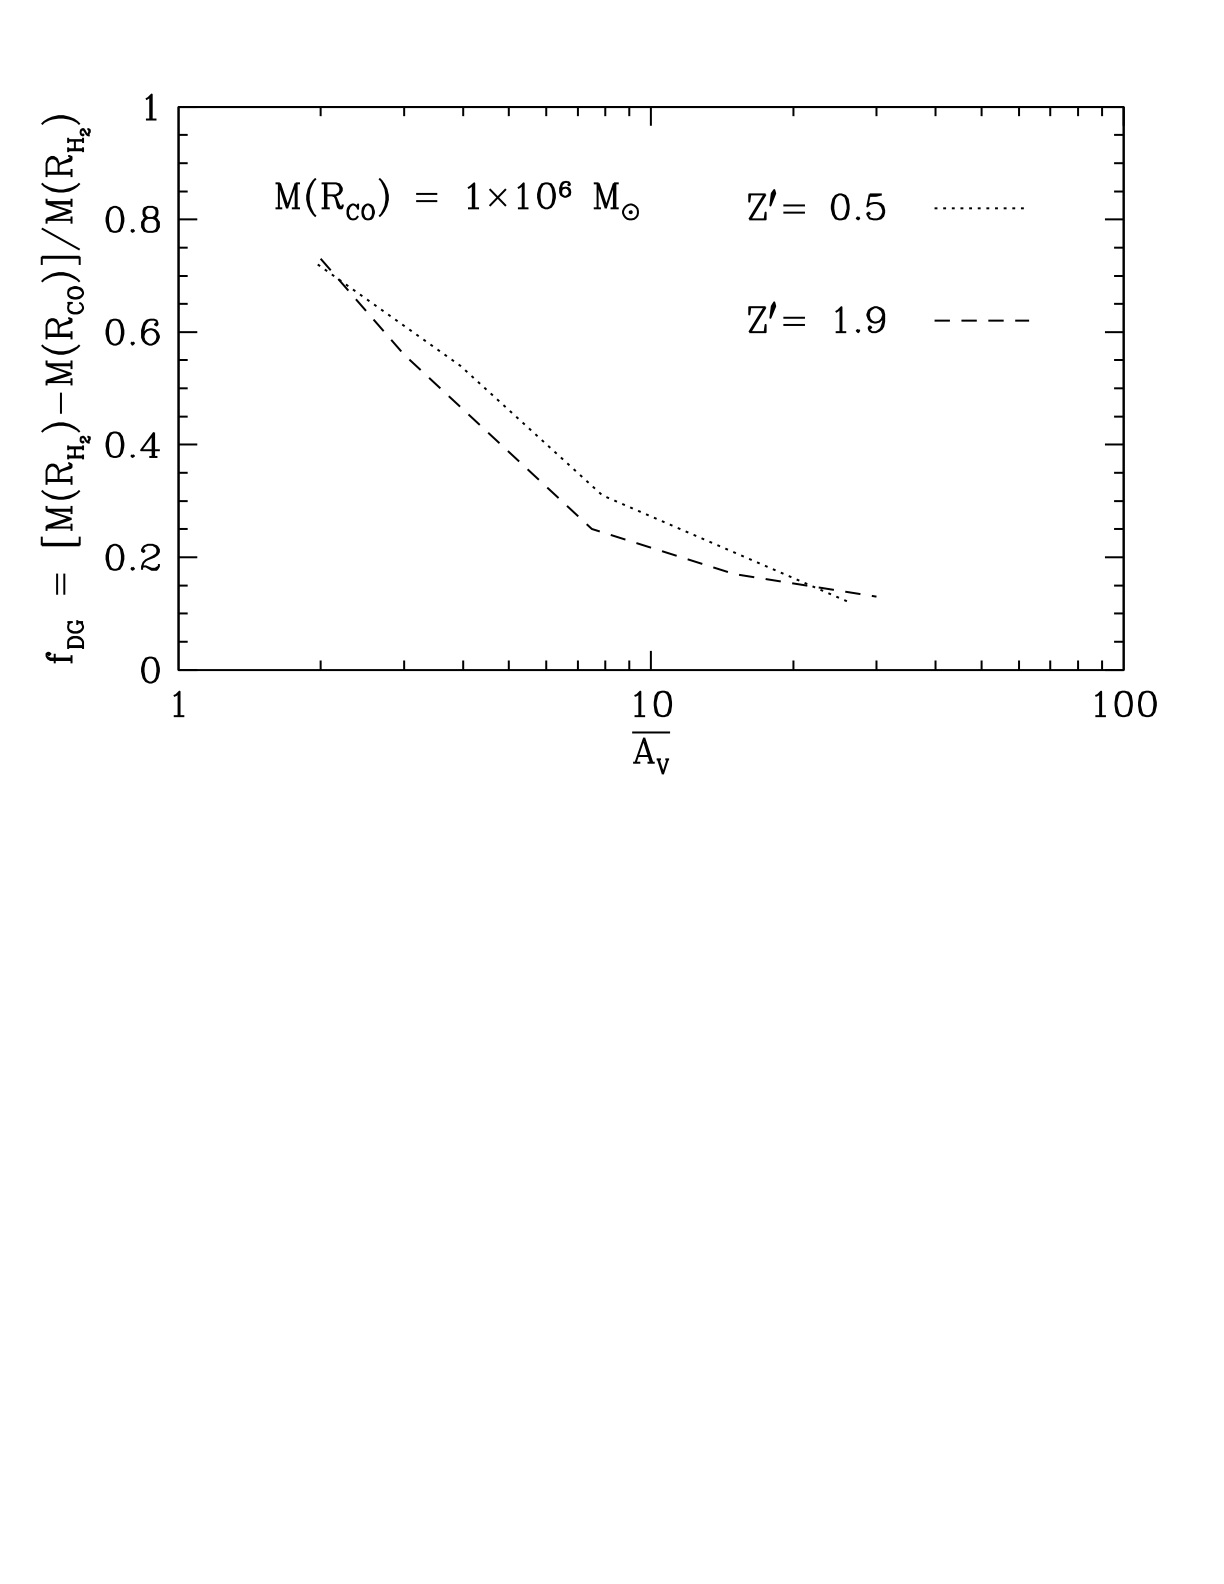 f_DG = [M(R_H₂)−M(R_CO)]/M(R_H₂)
1
0.8
0.6
0.4
0.2
0
M(R_CO) = 1×10⁶ M_⊙
Z′= 0.5
Z′= 1.9
1
10
100
A̅_V